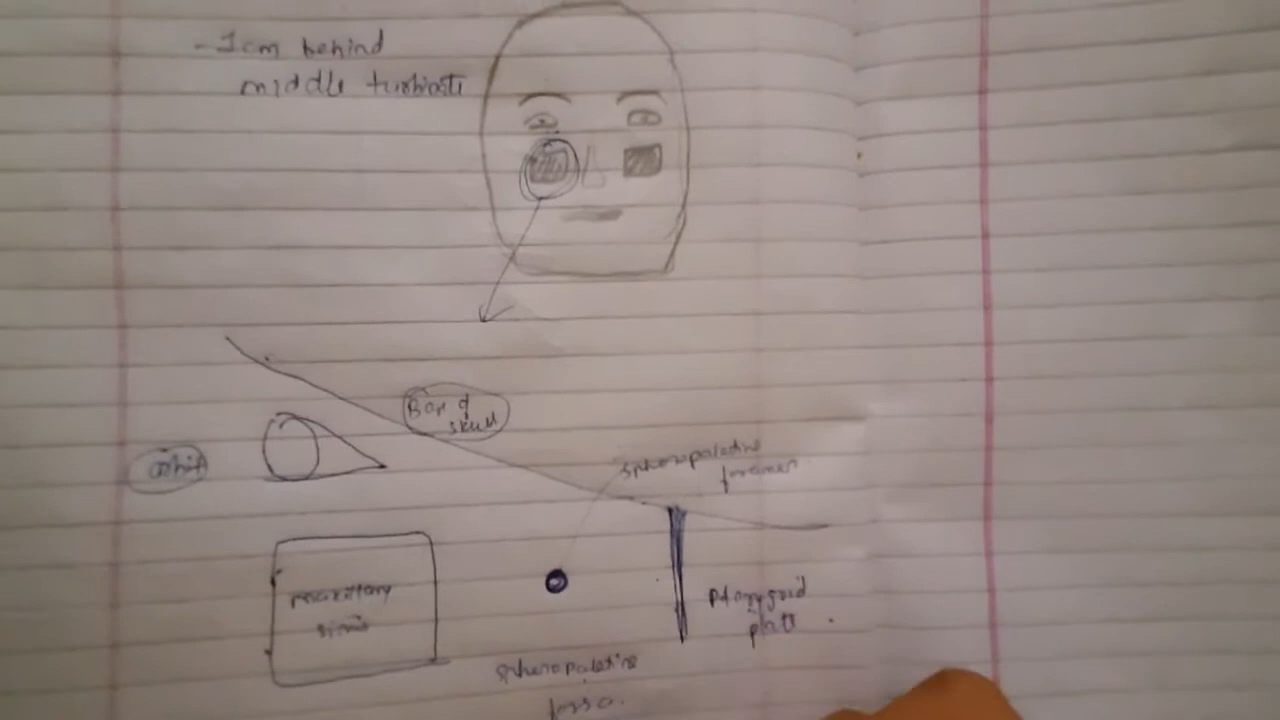 - 1cm behind
middle turbinate
Base of
skull
orbit
sphenopalatine
foramen
maxillary
sinus
Pterygoid
plate
sphenopalatine
fossa.